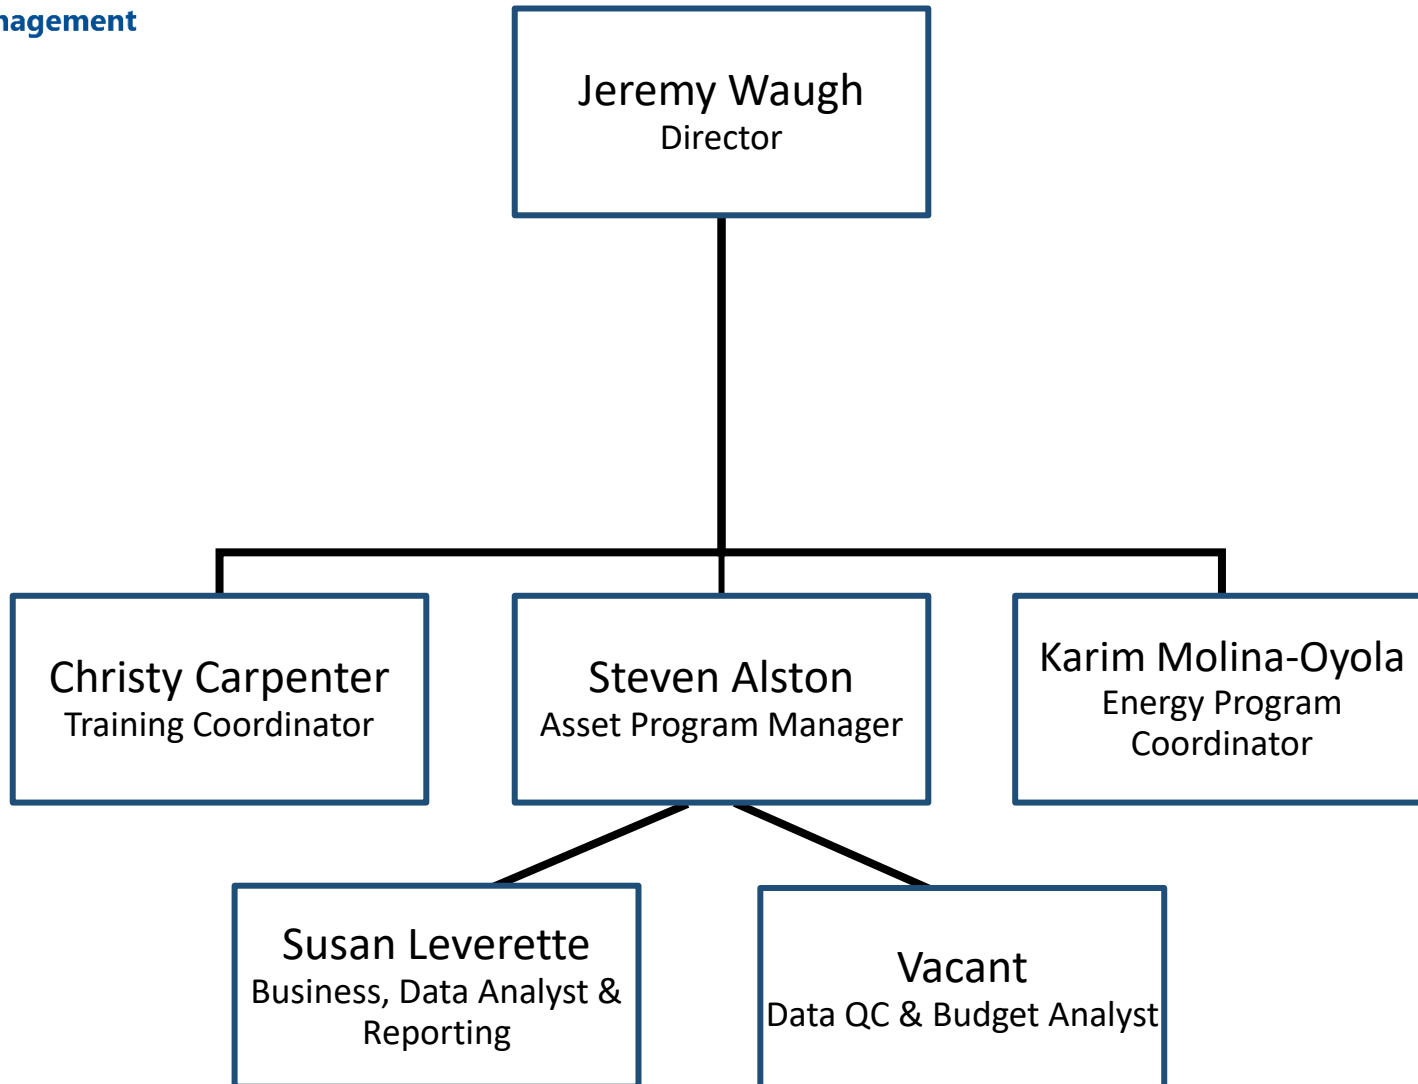 nagement
Jeremy Waugh
Director
Christy Carpenter
Training Coordinator
Steven Alston
Asset Program Manager
Karim Molina-Oyola
Energy Program
Coordinator
Susan Leverette
Business, Data Analyst &
Reporting
Vacant
Data QC & Budget Analyst